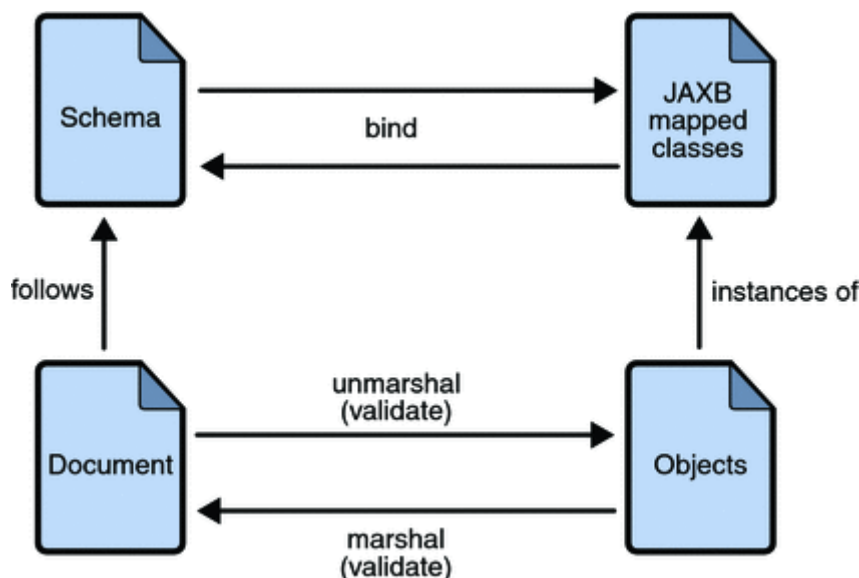 Schema
bind
JAXB
mapped
classes
follows
instances of
Document
unmarshal
(validate)
Objects
marshal
(validate)